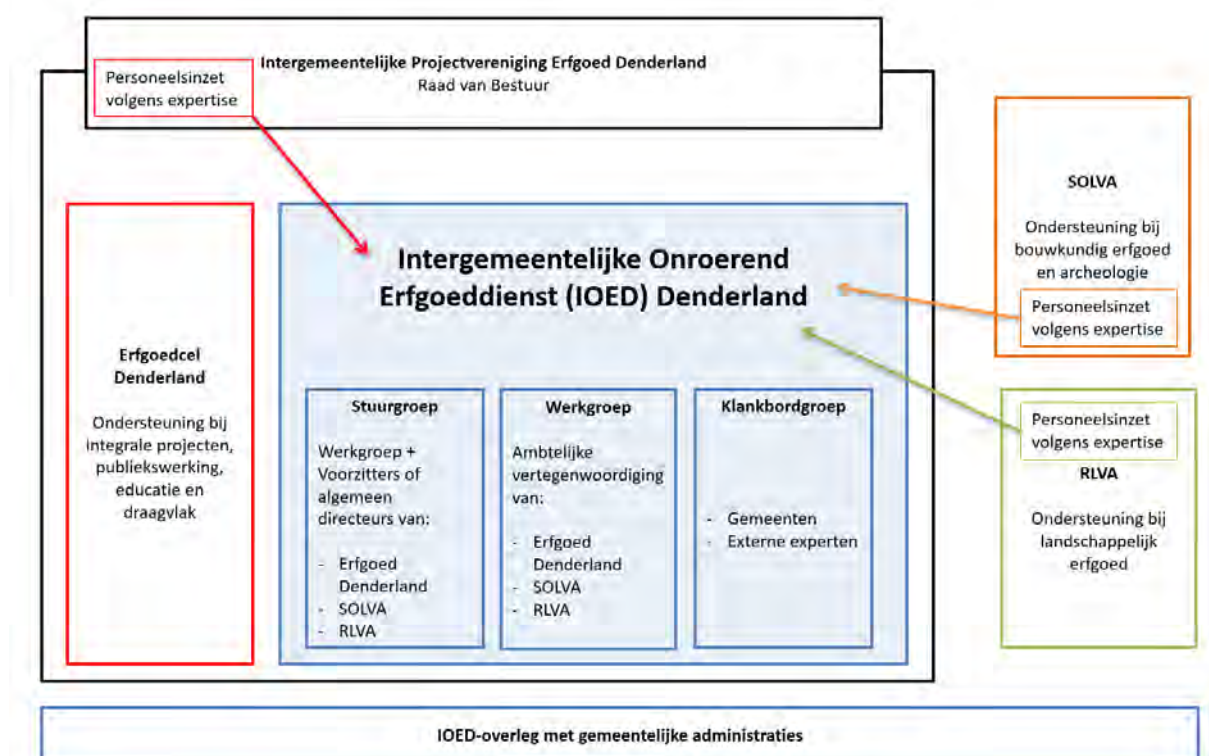 Intergemeentelijke Projectvereniging Erfgoed Denderland
Raad van Bestuur
Personeelsinzet
volgens expertise
Erfgoedcel
Denderland
Ondersteuning bij
integrale projecten,
publiekswerking,
educatie en
draagvlak
Intergemeentelijke Onroerend
Erfgoeddienst (IOED) Denderland
Stuurgroep
Werkgroep +
Voorzitters of
algemeen
directeurs van:
- Erfgoed
Denderland
- SOLVA
- RLVA
Werkgroep
Ambtelijke
vertegenwoordiging
van:
- Erfgoed
Denderland
- SOLVA
- RLVA
Klankbordgroep
- Gemeenten
- Externe experten
SOLVA
Ondersteuning bij
bouwkundig erfgoed
en archeologie
Personeelsinzet
volgens expertise
Personeelsinzet
volgens expertise
RLVA
Ondersteuning bij
landschappelijk
erfgoed
IOED-overleg met gemeentelijke administraties